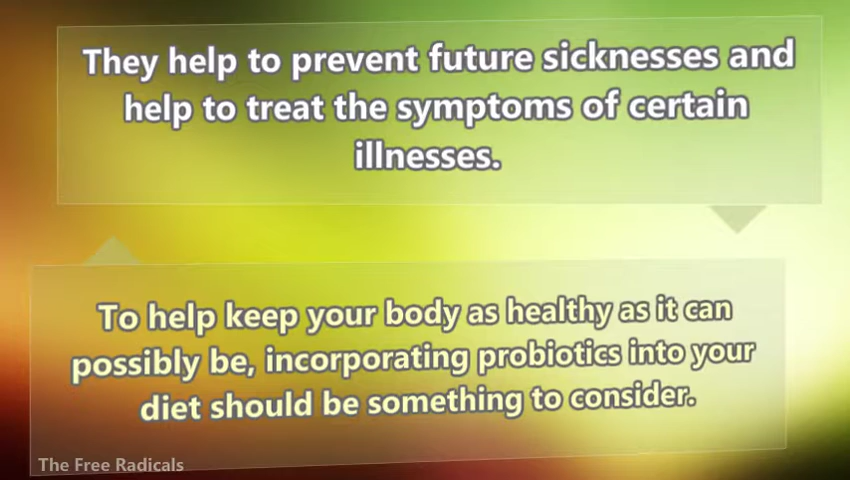 They help to prevent future sicknesses and
help to treat the symptoms of certain
illnesses.
To help keep your body as healthy as it can
possibly be, incorporating probiotics into your
diet should be something to consider.
The Free Radicals